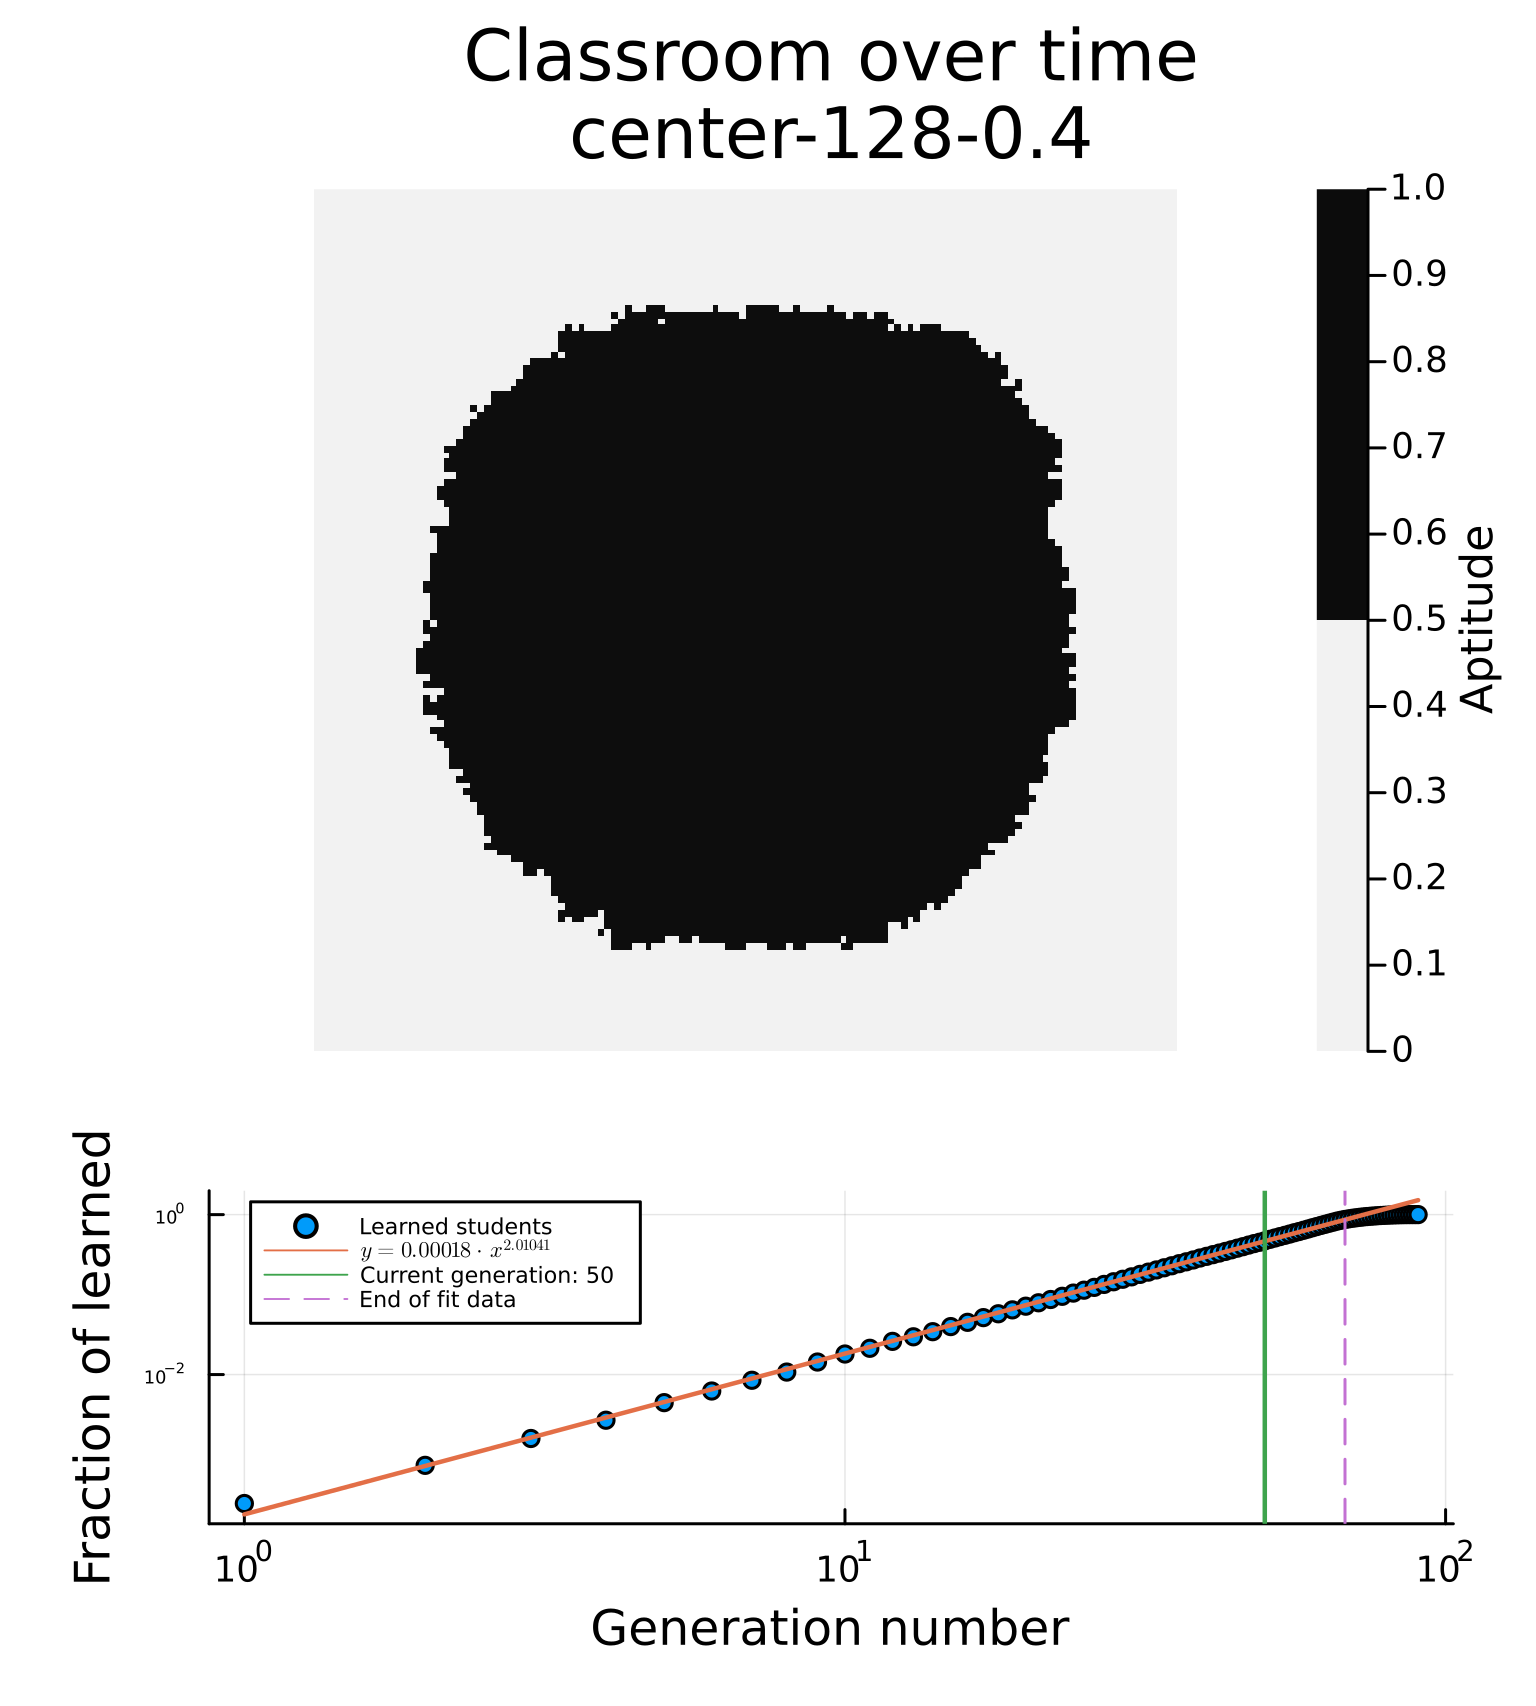 Classroom over time
center-128-0.4
1.0
0.9
0.8
0.7
0.6
0.5
0.4
0.3
0.2
0.1
0
Aptitude
Fraction of learned
10⁰
10⁻²
Learned students
y = 0.00018 · x^{2.01041}
Current generation: 50
End of fit data
10⁰
10¹
10²
Generation number